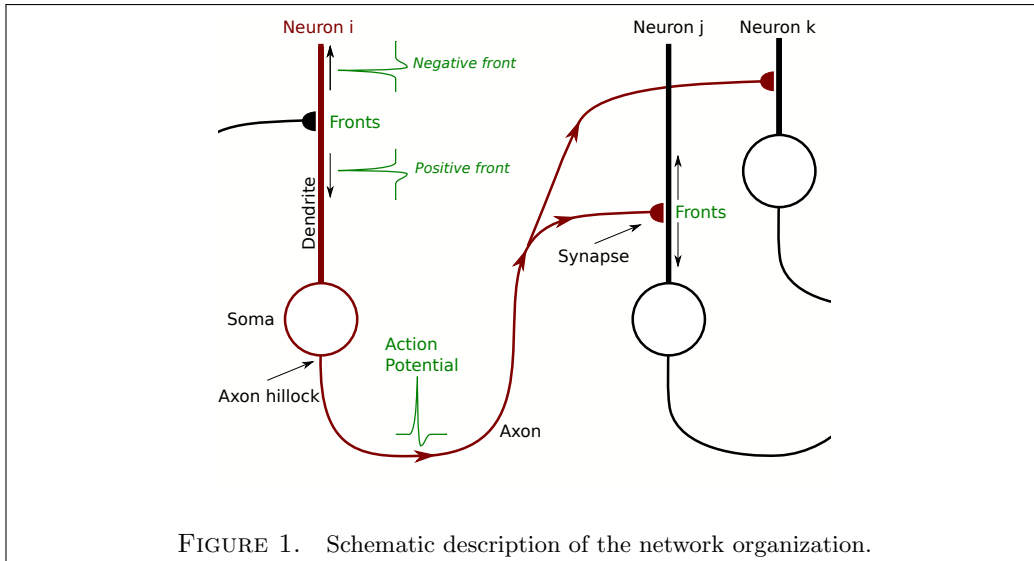 Neuron i
Neuron j
Neuron k
Negative front
Fronts
Positive front
Dendrite
Fronts
Synapse
Soma
Action
Potential
Axon hillock
Axon
FIGURE 1. Schematic description of the network organization.